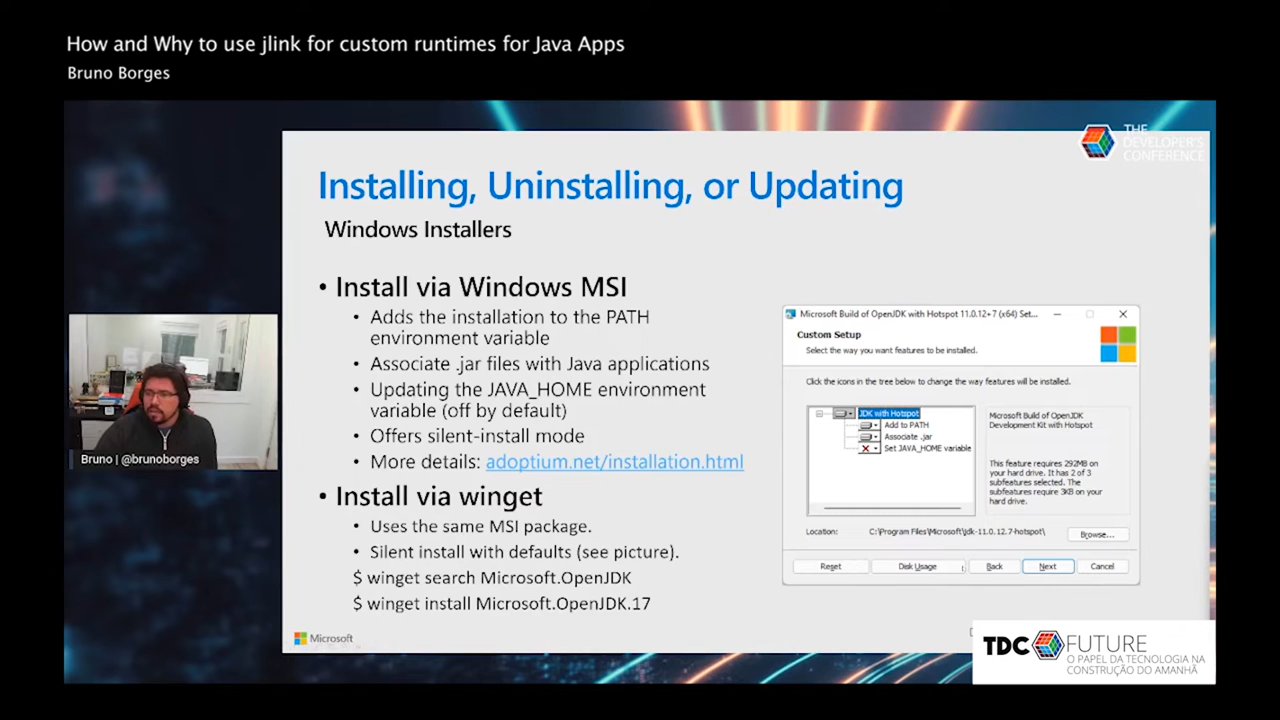 How and Why to use jlink for custom runtimes for Java Apps
Bruno Borges
THE
DEVELOPER'S
CONFERENCE
Installing, Uninstalling, or Updating
Windows Installers
• Install via Windows MSI
• Adds the installation to the PATH
environment variable
• Associate .jar files with Java applications
• Updating the JAVA_HOME environment
variable (off by default)
• Offers silent-install mode
• More details: adoptium.net/installation.html
• Install via winget
• Uses the same MSI package.
• Silent install with defaults (see picture).
$ winget search Microsoft.OpenJDK
$ winget install Microsoft.OpenJDK.17
Microsoft
Microsoft Build of OpenJDK with Hotspot 11.0.12+7 (x64) Set...
Custom Setup
Select the way you want features to be installed.
Click the icons in the tree below to change the way features will be installed.
JDK with Hotspot
Add to PATH
Associate .jar
Set JAVA_HOME variable
Microsoft Build of OpenJDK
Development Kit with Hotspot
This feature requires 292MB on
your hard drive. It has 2 of 3
subfeatures selected. The
subfeatures require 3KB on your
hard drive.
Location: C:\Program Files\Microsoft\jdk-11.0.12.7-hotspot\
Browse...
Reset Disk Usage Back Next Cancel
Bruno | @brunoborges
TDC FUTURE
O PAPEL DA TECNOLOGIA NA
CONSTRUÇÃO DO AMANHÃ